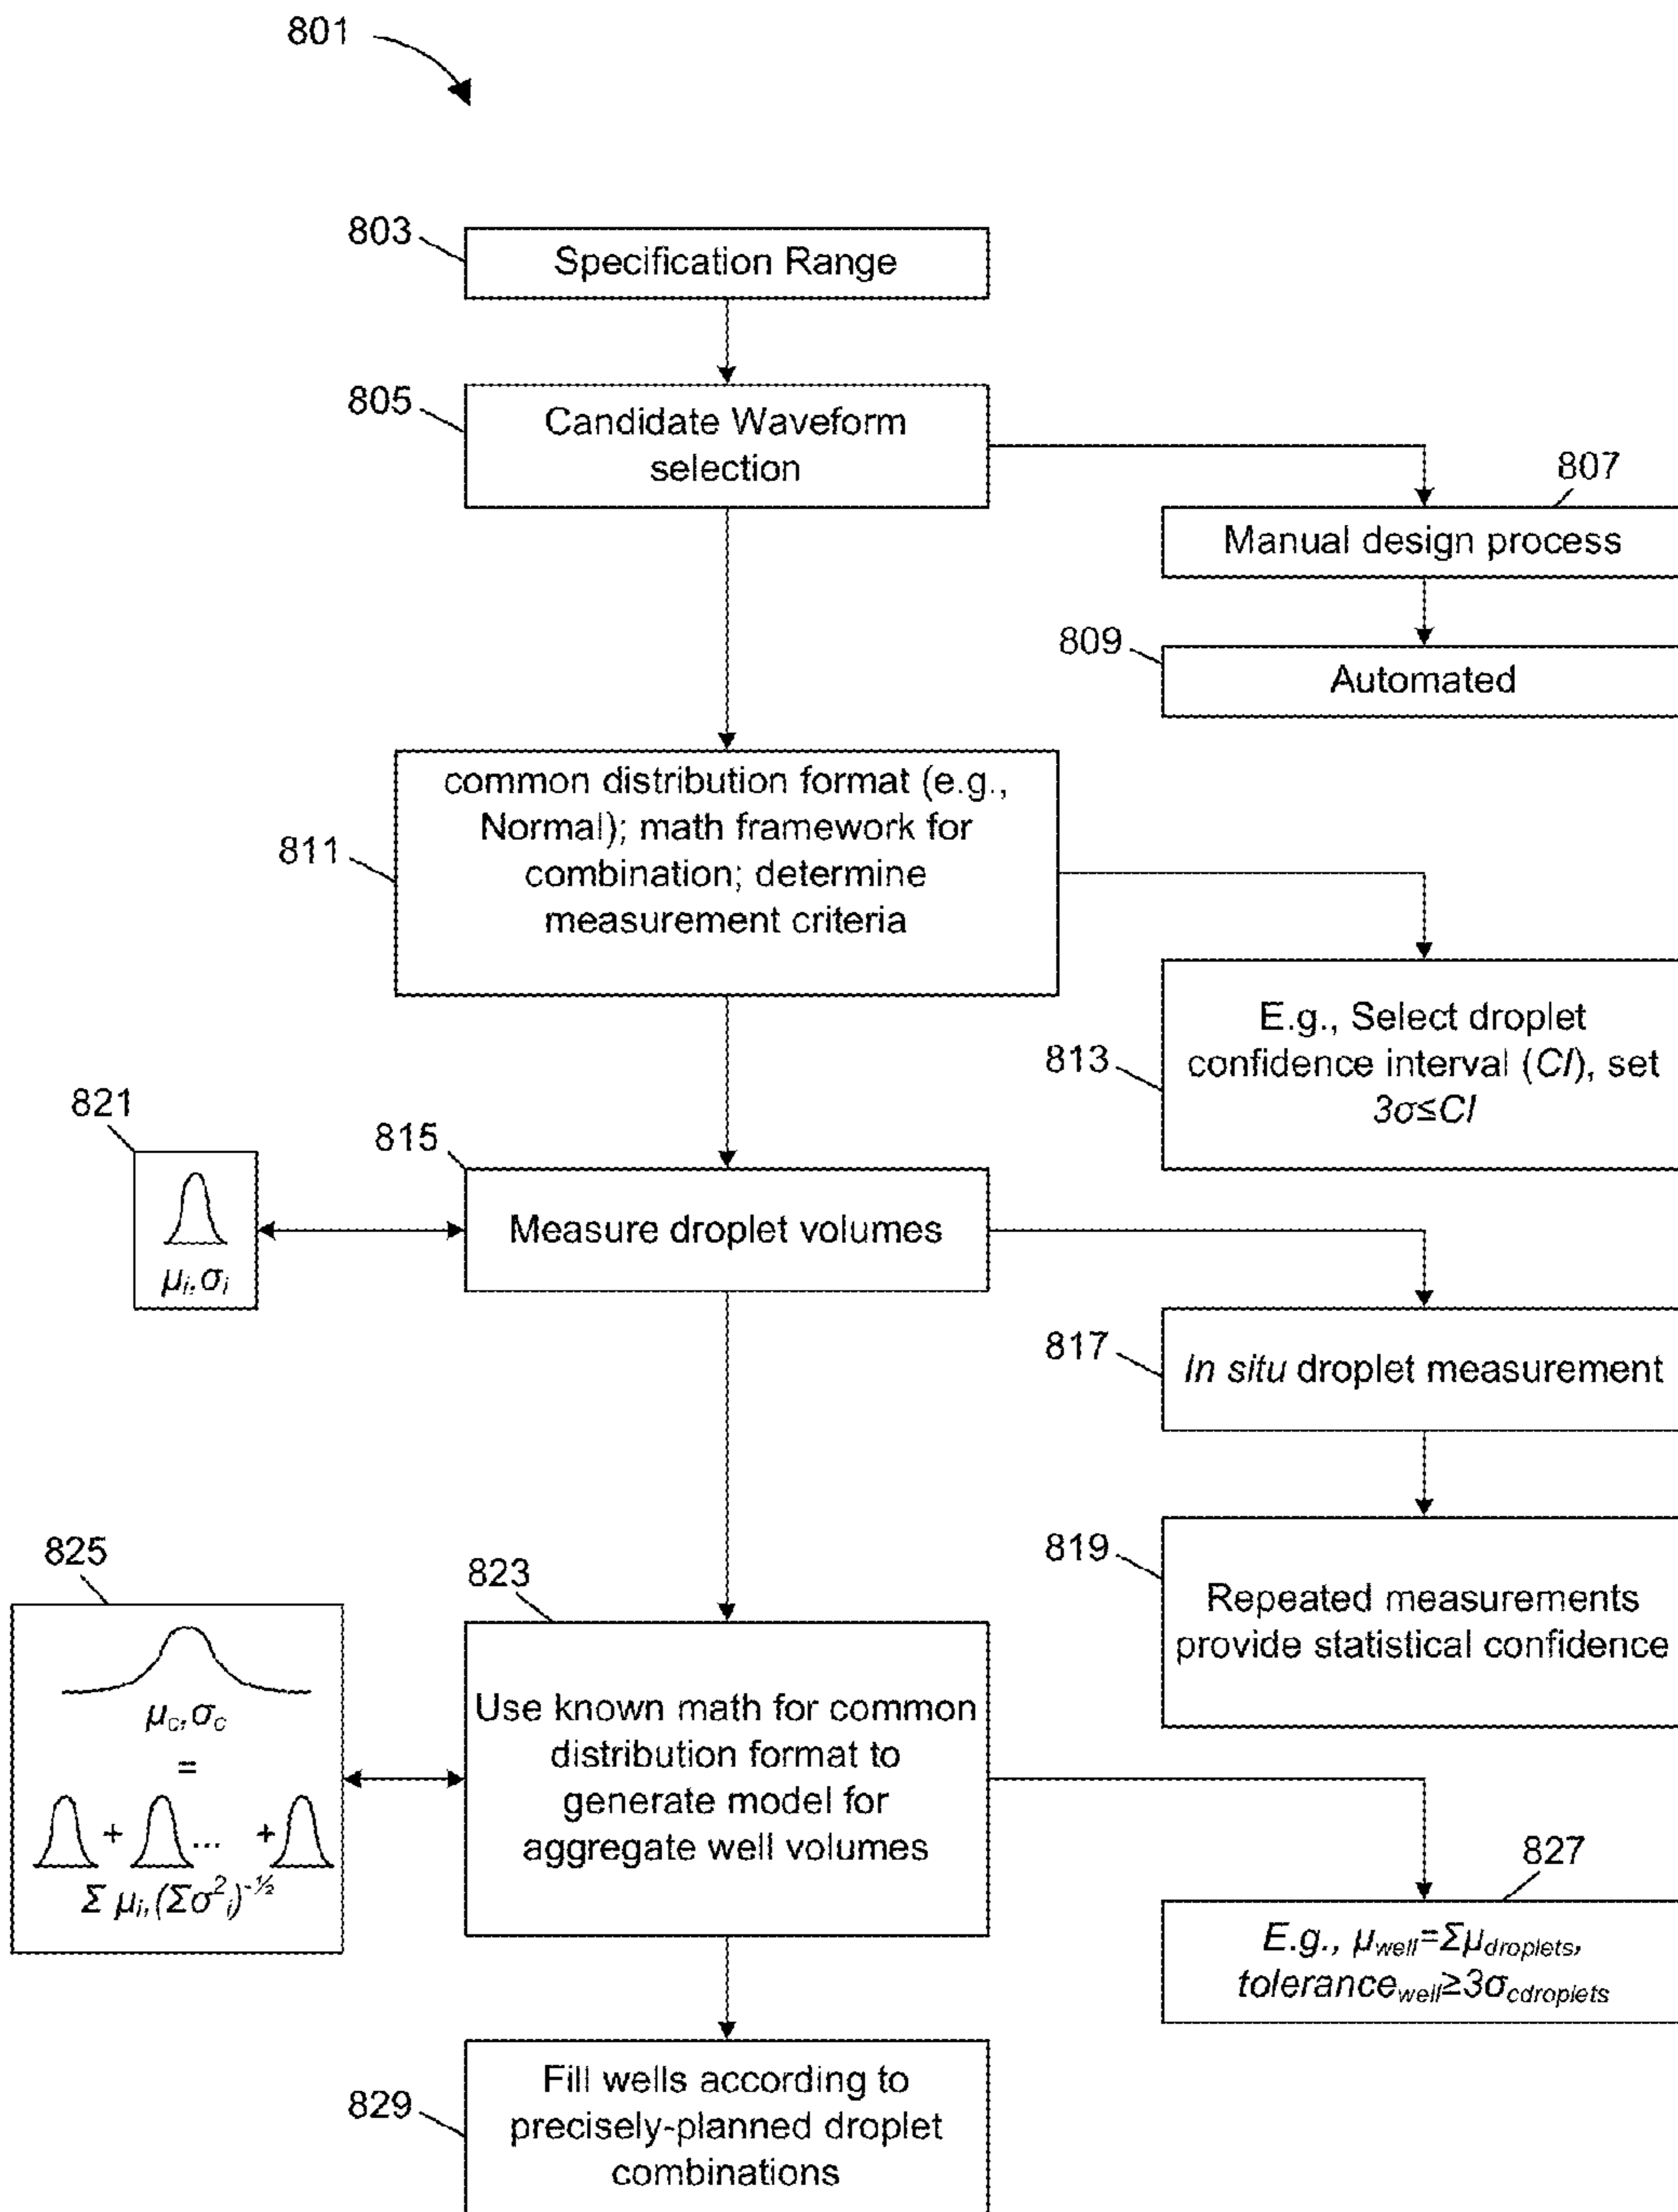 801
803
Specification Range
805
Candidate Waveform
selection
807
Manual design process
809
Automated
811
common distribution format (e.g.,
Normal); math framework for
combination; determine
measurement criteria
813
E.g., Select droplet
confidence interval (CI), set
3σ≤CI
821
μi,σi
815
Measure droplet volumes
817
In situ droplet measurement
819
Repeated measurements
provide statistical confidence
825
μc,σc
=
+ ... +
Σ μi,(Σσ²i)^-½
823
Use known math for common
distribution format to
generate model for
aggregate well volumes
827
E.g., μwell=Σμdroplets,
tolerancewell≥3σcdroplets
829
Fill wells according to
precisely-planned droplet
combinations